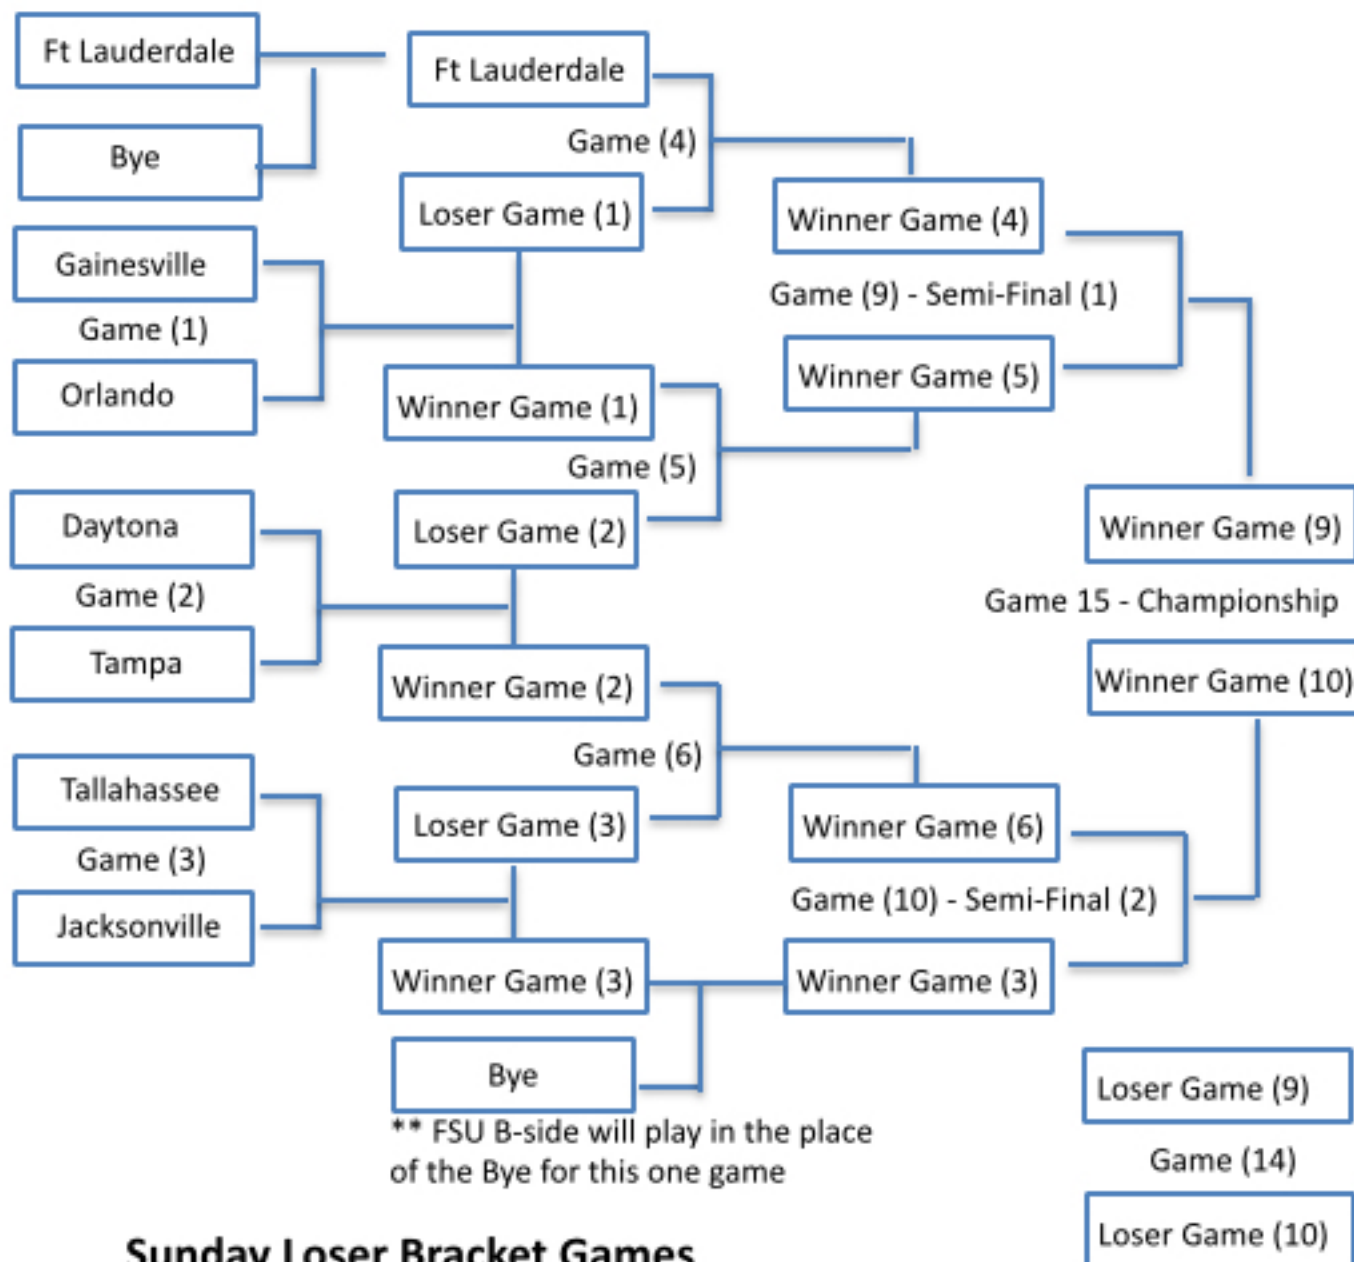 Ft Lauderdale
Bye
Gainesville
Game (1)
Orlando
Daytona
Game (2)
Tampa
Tallahassee
Game (3)
Jacksonville
Ft Lauderdale
Game (4)
Loser Game (1)
Winner Game (1)
Game (5)
Loser Game (2)
Winner Game (2)
Game (6)
Loser Game (3)
Winner Game (3)
Bye
** FSU B-side will play in the place
of the Bye for this one game
Winner Game (4)
Game (9) - Semi-Final (1)
Winner Game (5)
Winner Game (6)
Game (10) - Semi-Final (2)
Winner Game (3)
Winner Game (9)
Game 15 - Championship
Winner Game (10)
Loser Game (9)
Game (14)
Loser Game (10)
Sunday Loser Bracket Games